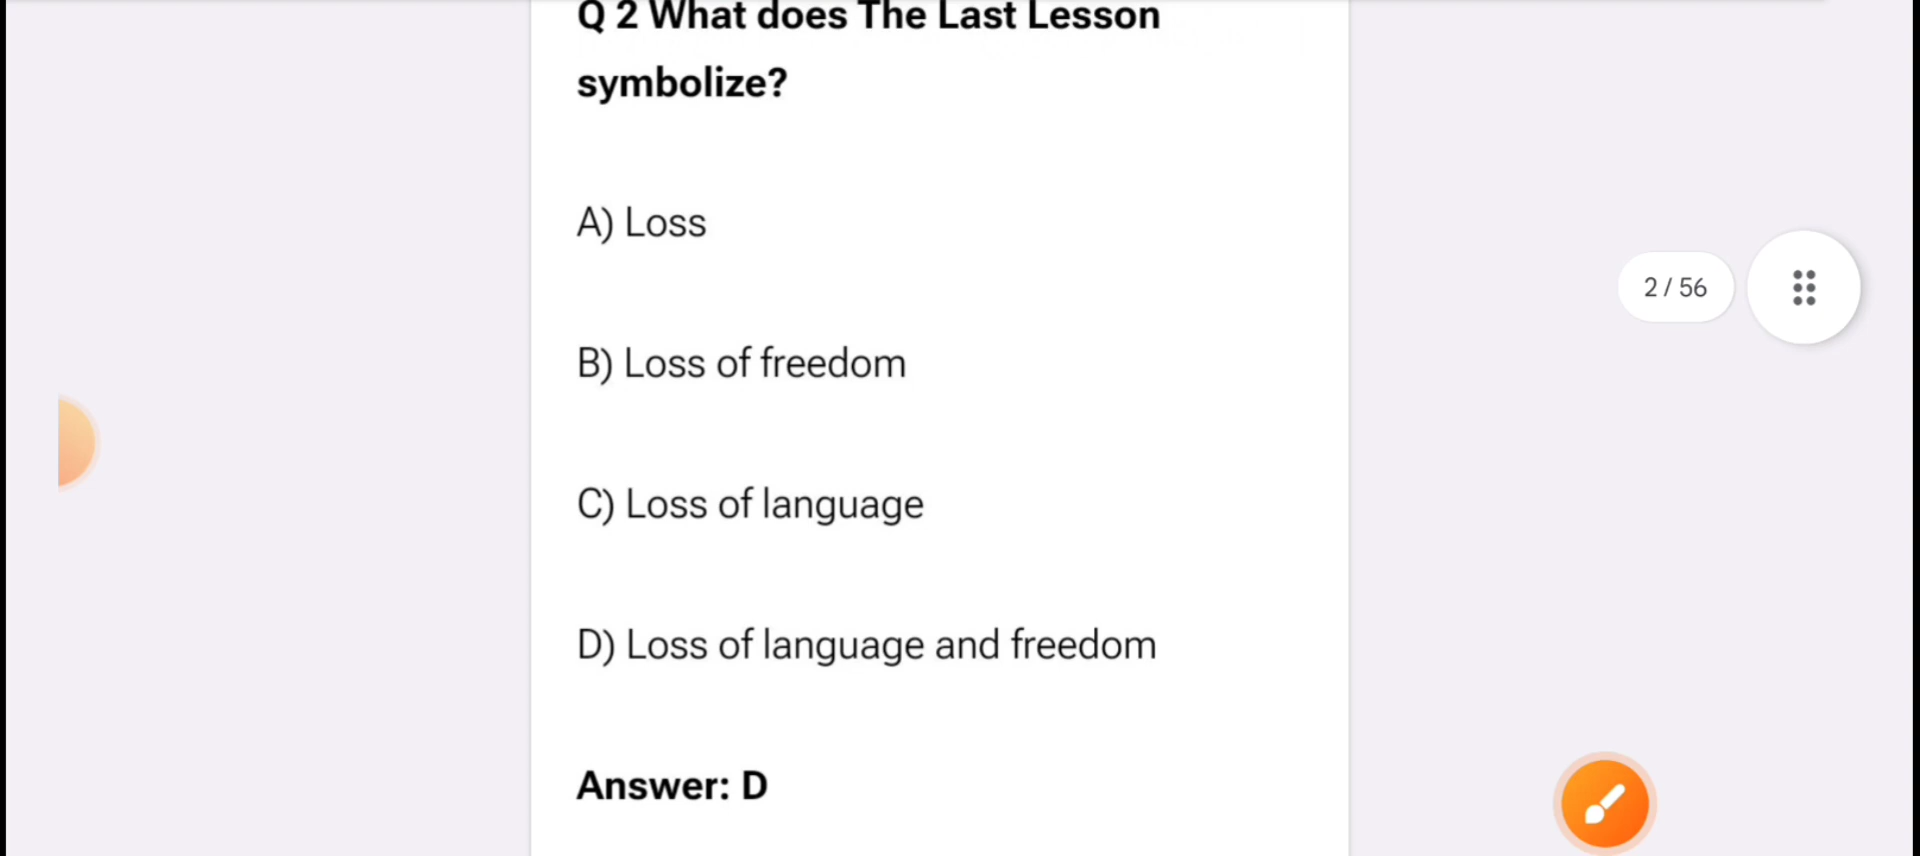 Q 2 What does The Last Lesson
symbolize?
A) Loss
B) Loss of freedom
2 / 56
C) Loss of language
D) Loss of language and freedom
Answer: D